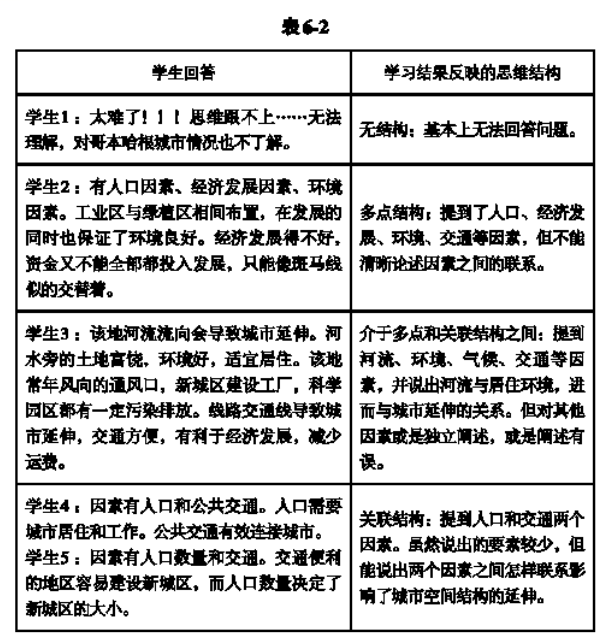 表6-2
学生回答
学习结果反映的思维结构
学生1：太难了！！！思维跟不上……无法
理解，对哥本哈根城市情况也不了解。
无结构：基本上无法回答问题。
学生2：有人口因素、经济发展因素、环境
因素。工业区与绿植区相间布置，在发展的
同时也保证了环境良好。经济发展得不好，
资金又不能全部都投入发展，只能像斑马线
似的交替着。
多点结构：提到了人口、经济发
展、环境、交通等因素，但不能
清晰论述因素之间的联系。
学生3：该地河流流向会导致城市延伸。河
水旁的土地富饶，环境好，适宜居住。该地
常年风向的通风口，新城区建设工厂，科学
园区都有一定污染排放。线路交通线导致城
市延伸，交通方便，有利于经济发展，减少
运费。
介于多点和关联结构之间：提到
河流、环境、气候、交通等因
素，并说出河流与居住环境，进
而与城市延伸的关系。但对其他
因素或是独立阐述，或是阐述有
误。
学生4：因素有人口和公共交通。人口需要
城市居住和工作。公共交通有效连接城市。
学生5：因素有人口数量和交通。交通便利
的地区容易建设新城区，而人口数量决定了
新城区的大小。
关联结构：提到人口和交通两个
因素。虽然说出的要素较少，但
能说出两个因素之间怎样联系影
响了城市空间结构的延伸。